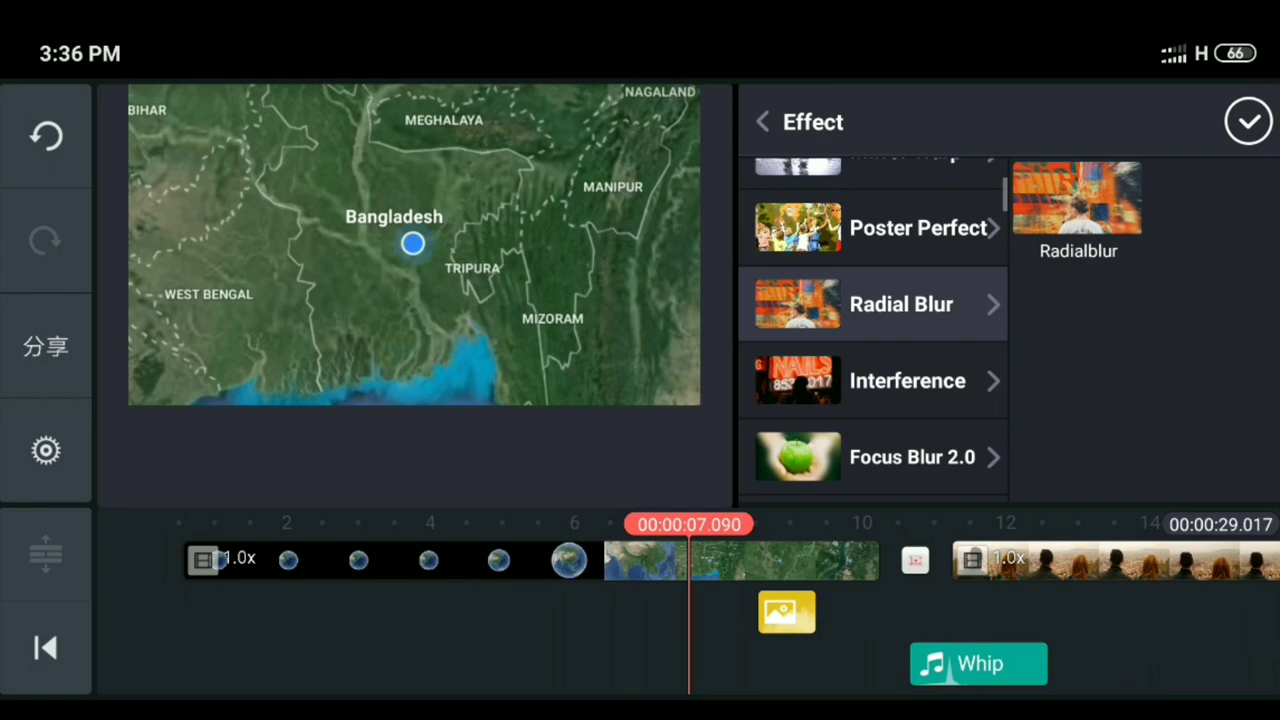 3:36 PM
H
66
分享
BIHAR
NAGALAND
MEGHALAYA
MANIPUR
Bangladesh
TRIPURA
WEST BENGAL
MIZORAM
Effect
Poster Perfect
Radial Blur
Interference
Focus Blur 2.0
Radialblur
NAILS
2
4
6
00:00:07.090
10
12
14
00:00:29.017
1.0x
1.0x
Whip